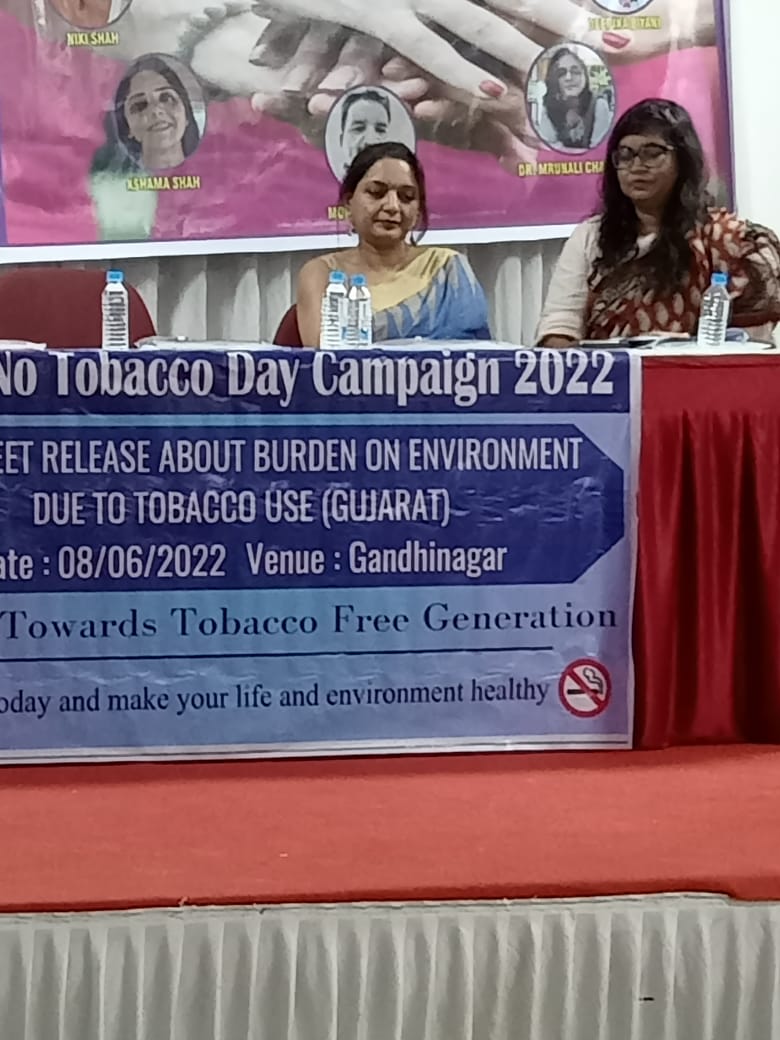 NIKI SHAH
KSHAMA SHAH
DR. MRUNALI
No Tobacco Day Campaign 2022
EET RELEASE ABOUT BURDEN ON ENVIRONMENT
DUE TO TOBACCO USE (GUJARAT)
ate : 08/06/2022 Venue : Gandhinagar
Towards Tobacco Free Generation
oday and make your life and environment healthy